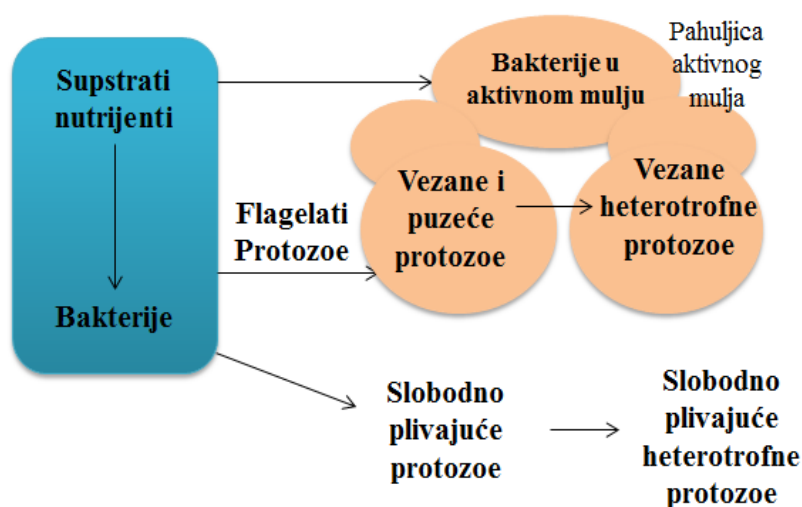 Supstrati
nutrijenti
Bakterije
Flagelati
Protozoe
Bakterije u
aktivnom mulju
Pahuljica
aktivnog
mulja
Vezane i
puzeće
protozoe
Vezane
heterotrofne
protozoe
Slobodno
plivajuće
protozoe
Slobodno
plivajuće
heterotrofne
protozoe